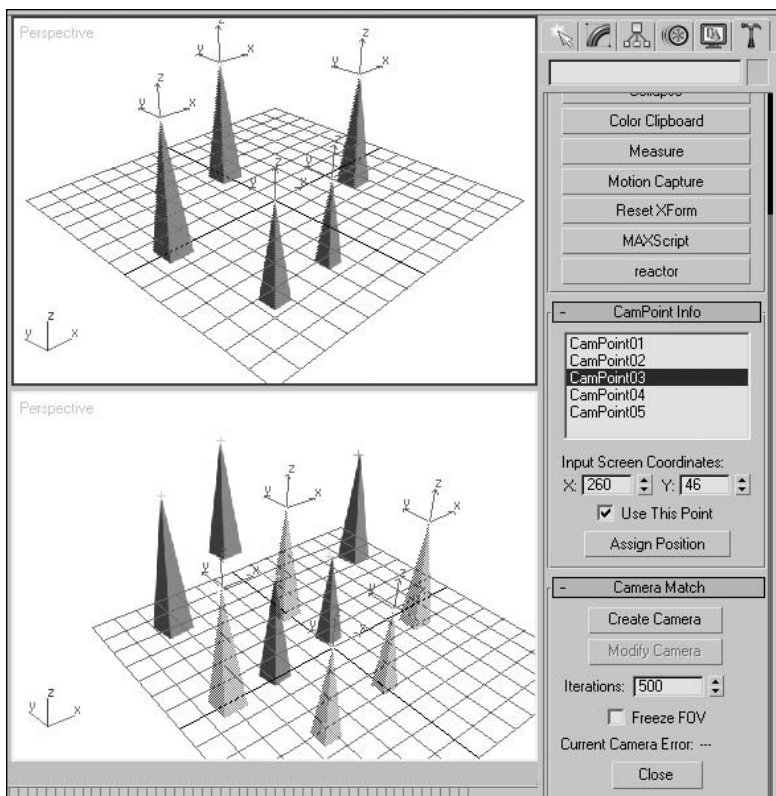 Perspective
z
y
x
z
y
x
z
y
x
z
y
x
z
y
x
z
y
x
Perspective
z
y
x
z
y
x
z
y
x
y
x
y
x
z
y
x
Collapse
Color Clipboard
Measure
Motion Capture
Reset XForm
MAXScript
reactor
- CamPoint Info
CamPoint01
CamPoint02
CamPoint03
CamPoint04
CamPoint05
Input Screen Coordinates:
X: 260 Y: 46
Use This Point
Assign Position
- Camera Match
Create Camera
Modify Camera
Iterations: 500
Freeze FOV
Current Camera Error: ---
Close